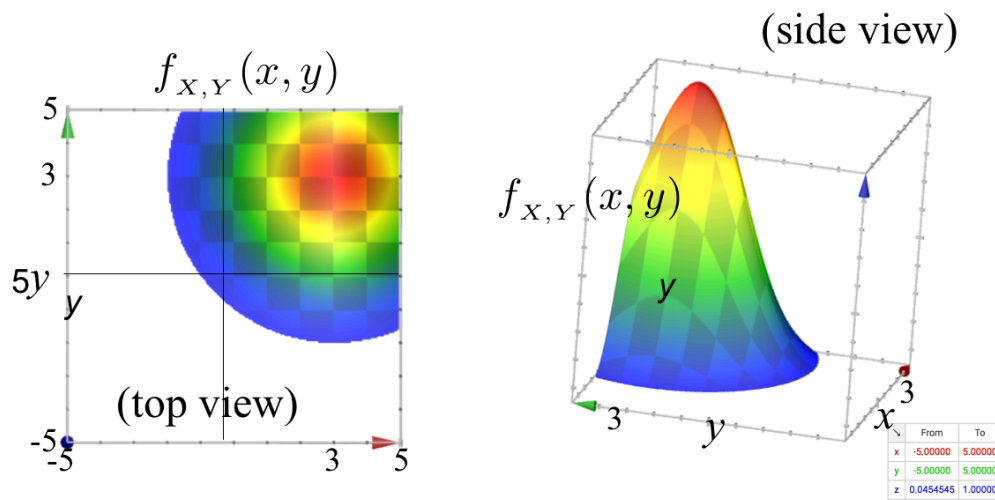 (side view)
f_{X,Y}(x, y)
5
3
5y
y
(top view)
-5
-5
3
5
f_{X,Y}(x, y)
y
3
y
x
3
From To
x -5.00000 5.00000
y -5.00000 5.00000
z 0.0454545 1.00000